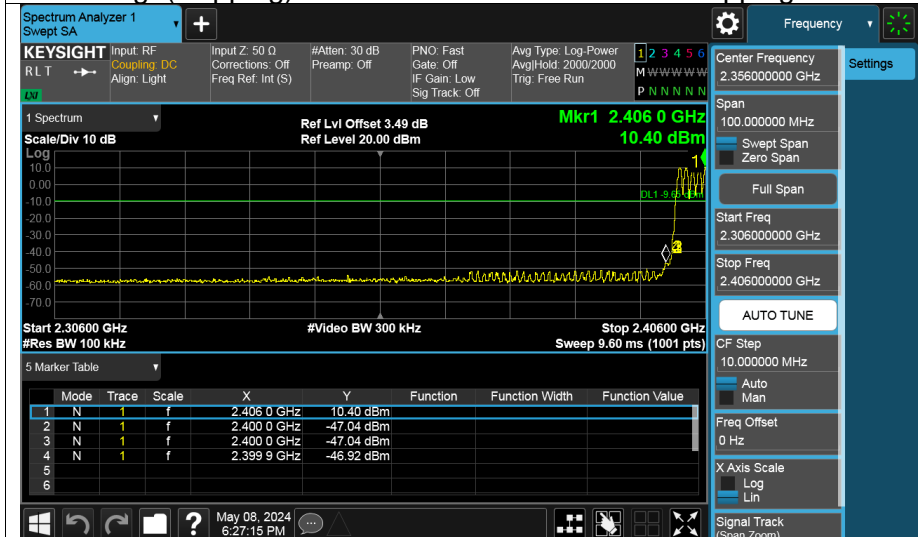 Spectrum Analyzer 1
Swept SA
Frequency
KEYSIGHT
RLT
LXI
Input: RF
Coupling: DC
Align: Light
Input Z: 50 Ω
Corrections: Off
Freq Ref: Int (S)
#Atten: 30 dB
Preamp: Off
PNO: Fast
Gate: Off
IF Gain: Low
Sig Track: Off
Avg Type: Log-Power
Avg|Hold: 2000/2000
Trig: Free Run
1 2 3 4 5 6
M W W W W W
P N N N N N
1 Spectrum
Scale/Div 10 dB
Ref Lvl Offset 3.49 dB
Ref Level 20.00 dBm
Mkr1 2.406 0 GHz
10.40 dBm
Log
10.0
0.00
-10.0
-20.0
-30.0
-40.0
-50.0
-60.0
-70.0
1
Start 2.30600 GHz
#Res BW 100 kHz
#Video BW 300 kHz
Stop 2.40600 GHz
Sweep 9.60 ms (1001 pts)
5 Marker Table
Mode Trace Scale X Y Function Function Width Function Value
1 N 1 f 2.406 0 GHz 10.40 dBm
2 N 1 f 2.400 0 GHz -47.04 dBm
3 N 1 f 2.400 0 GHz -47.04 dBm
4 N 1 f 2.399 9 GHz -46.92 dBm
5
6
May 08, 2024
6:27:15 PM
Center Frequency
2.356000000 GHz
Span
100.000000 MHz
Swept Span
Zero Span
Full Span
Start Freq
2.306000000 GHz
Stop Freq
2.406000000 GHz
AUTO TUNE
CF Step
10.000000 MHz
Auto
Man
Freq Offset
0 Hz
X Axis Scale
Log
Lin
Signal Track
(Span Zoom)
Settings